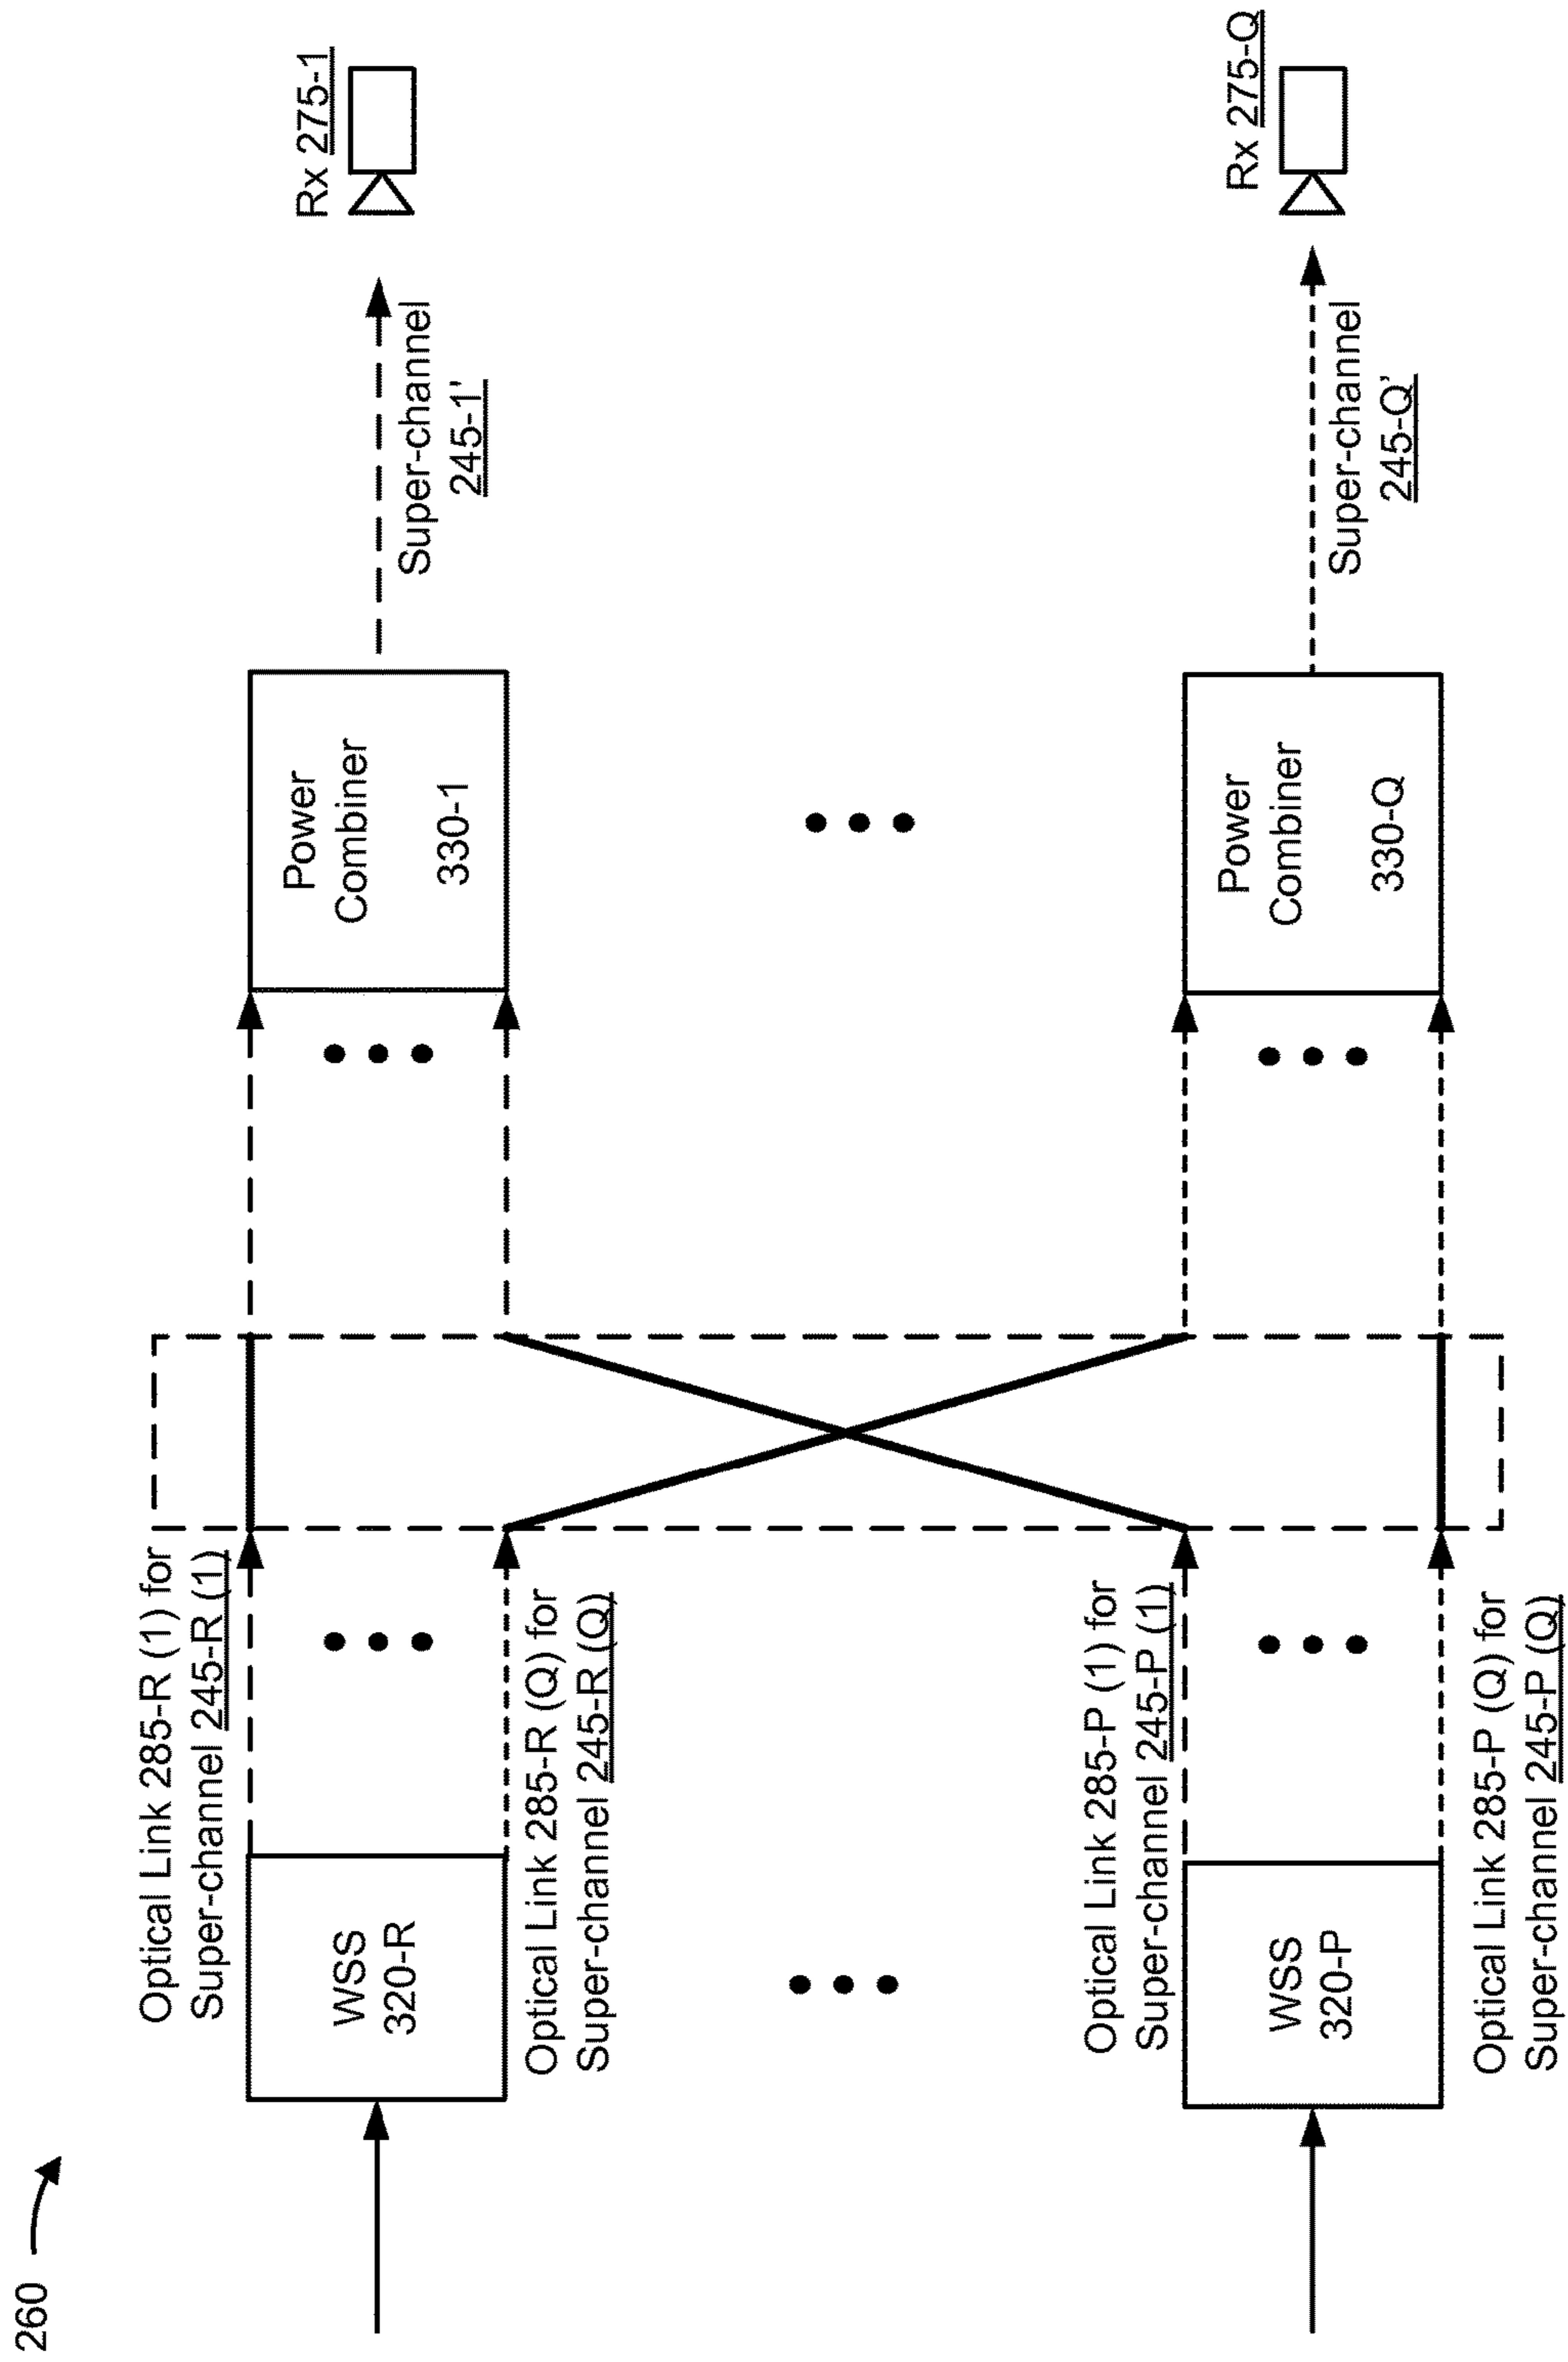 260
WSS
320-R
Optical Link 285-R (1) for
Super-channel 245-R (1)
Optical Link 285-R (Q) for
Super-channel 245-R (Q)
Power
Combiner
330-1
Super-channel
245-1'
Rx 275-1
WSS
320-P
Optical Link 285-P (1) for
Super-channel 245-P (1)
Optical Link 285-P (Q) for
Super-channel 245-P (Q)
Power
Combiner
330-Q
Super-channel
245-Q’
Rx 275-Q